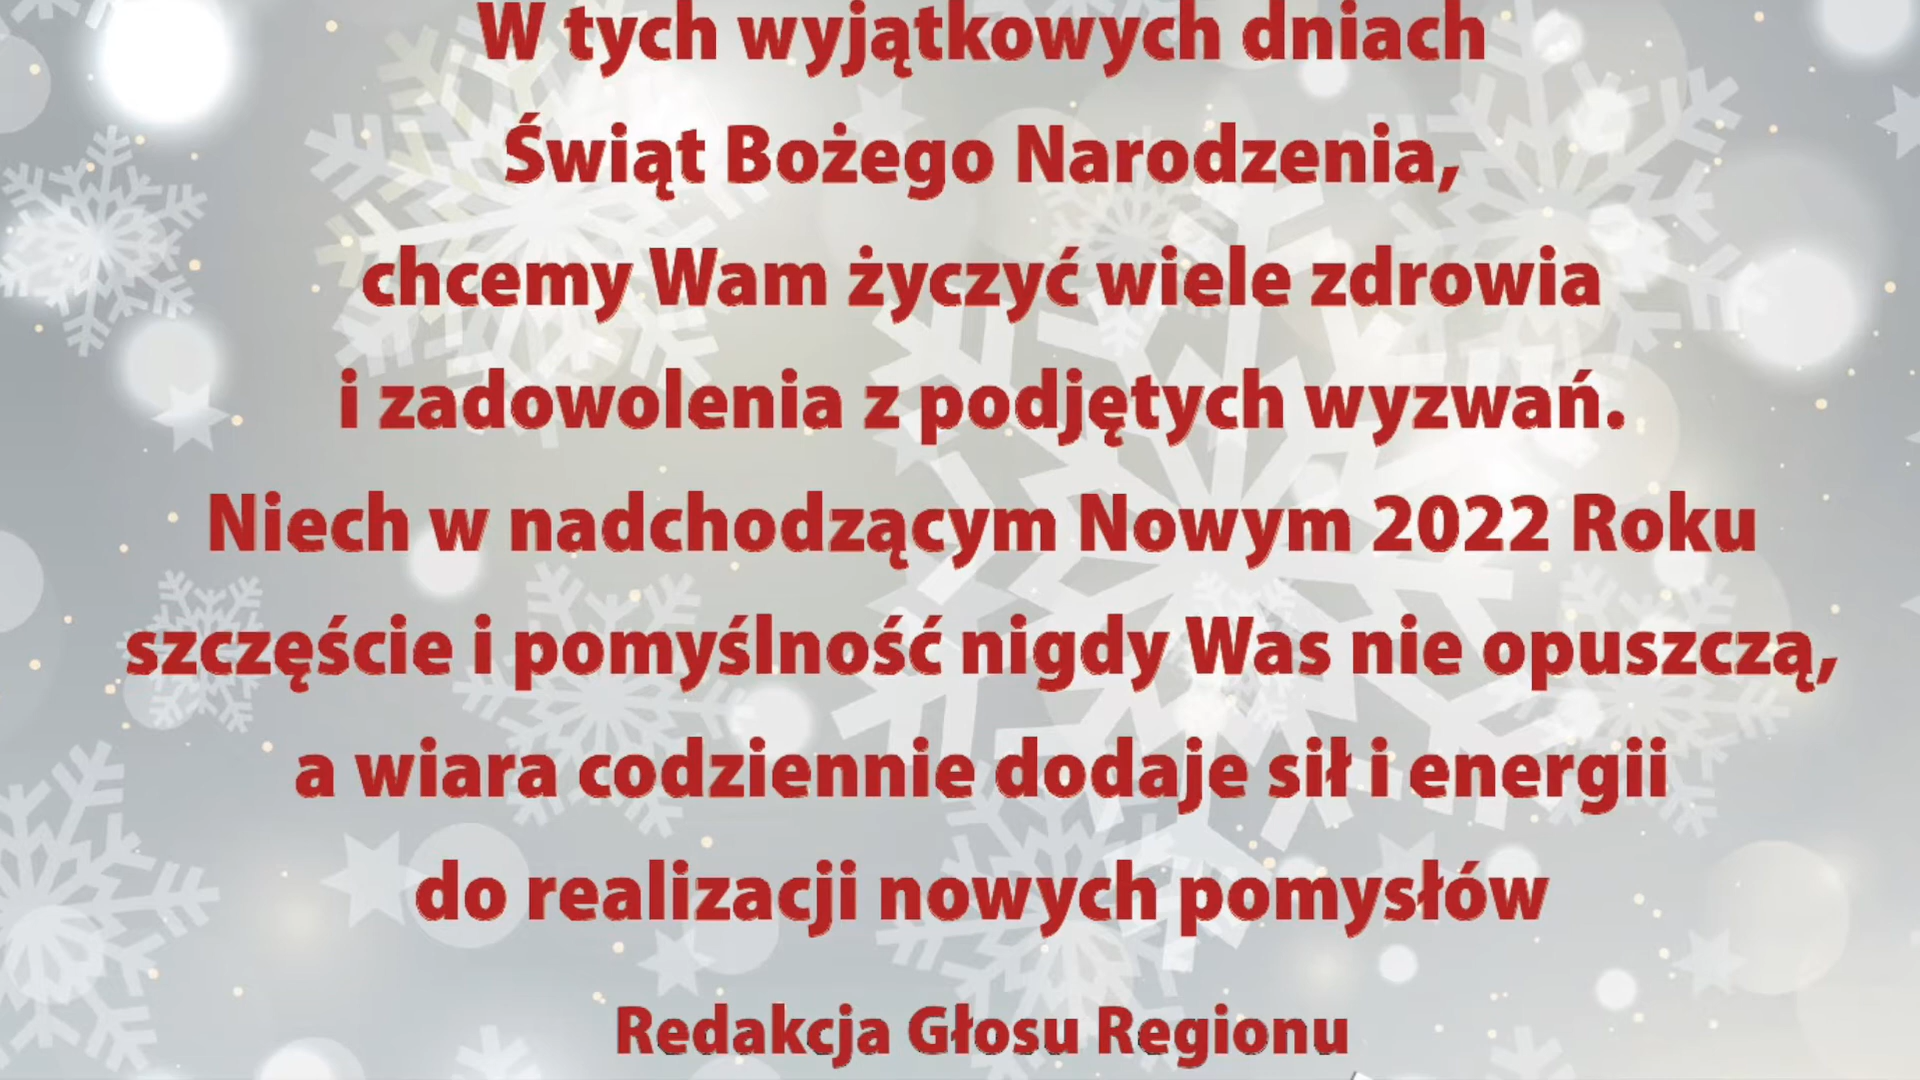 W tych wyjątkowych dniach
Świąt Bożego Narodzenia,
chcemy Wam życzyć wiele zdrowia
i zadowolenia z podjętych wyzwań.
Niech w nadchodzącym Nowym 2022 Roku
szczęście i pomyślność nigdy Was nie opuszczą,
a wiara codziennie dodaje sił i energii
do realizacji nowych pomysłów
Redakcja Głosu Regionu